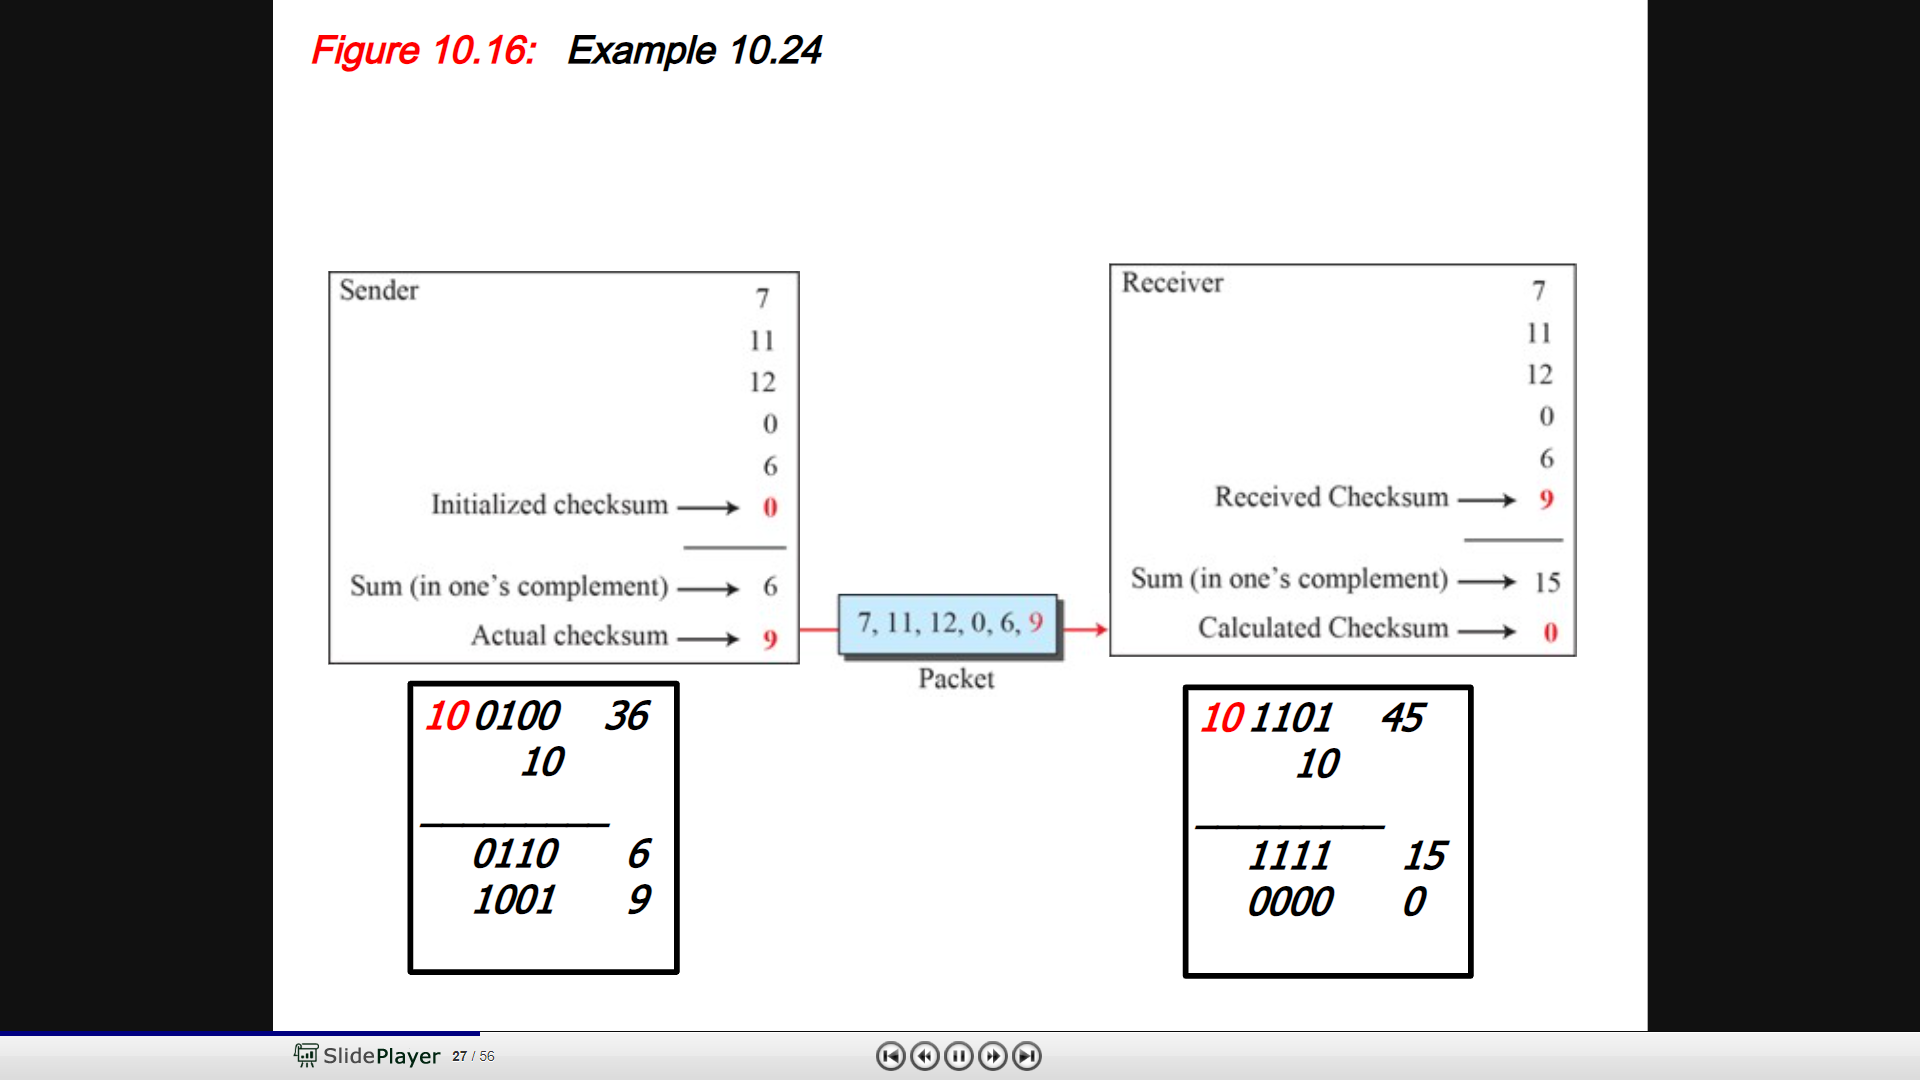 Figure 10.16: Example 10.24
Sender
7
11
12
0
6
Initialized checksum 0
Sum (in one's complement) 6
Actual checksum 9
7, 11, 12, 0, 6, 9
Packet
Receiver
7
11
12
0
6
Received Checksum 9
Sum (in one's complement) 15
Calculated Checksum 0
10 0100 36
10
0110 6
1001 9
10 1101 45
10
1111 15
0000 0
SlidePlayer 27 / 56